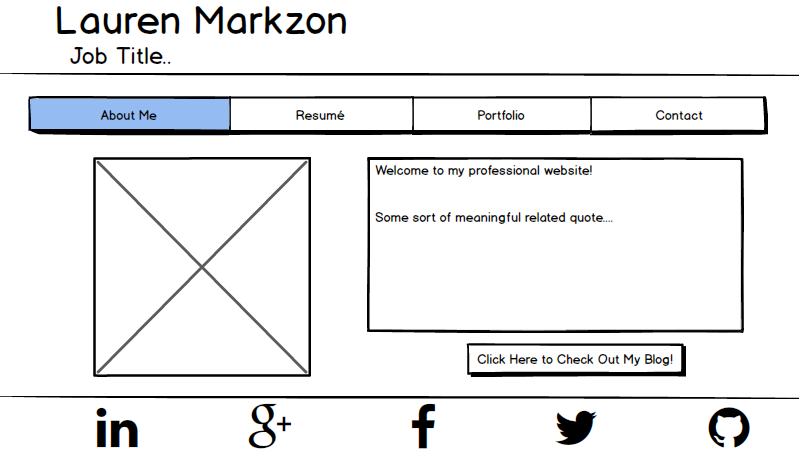 Lauren Markzon
Job Title..
About Me
Resumé
Portfolio
Contact
Welcome to my professional website!
Some sort of meaningful related quote....
Click Here to Check Out My Blog!
in
g+
f